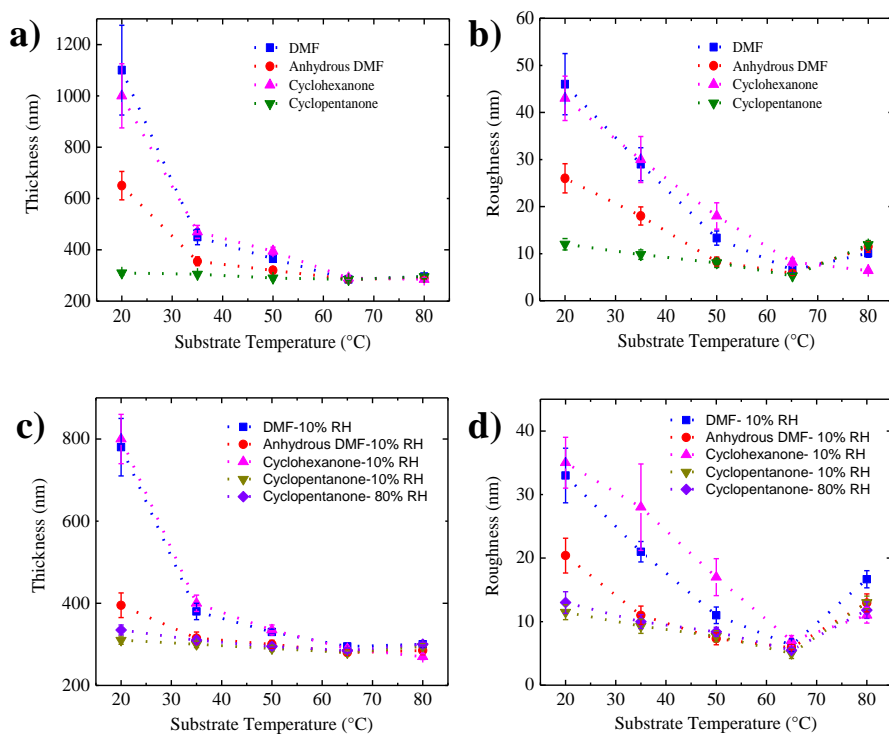 a)
1200
1000
800
600
400
200
20 30 40 50 60 70 80
Thickness (nm)
Substrate Temperature (°C)
DMF
Anhydrous DMF
Cyclohexanone
Cyclopentanone
b)
60
50
40
30
20
10
0
20 30 40 50 60 70 80
Roughness (nm)
Substrate Temperature (°C)
DMF
Anhydrous DMF
Cyclohexanone
Cyclopentanone
c)
800
600
400
200
20 30 40 50 60 70 80
Thickness (nm)
Substrate Temperature (°C)
DMF-10% RH
Anhydrous DMF-10% RH
Cyclohexanone-10% RH
Cyclopentanone-10% RH
Cyclopentanone- 80% RH
d)
40
30
20
10
0
20 30 40 50 60 70 80
Roughness (nm)
Substrate Temperature (°C)
DMF- 10% RH
Anhydrous DMF- 10% RH
Cyclohexanone- 10% RH
Cyclopentanone- 10% RH
Cyclopentanone- 80% RH